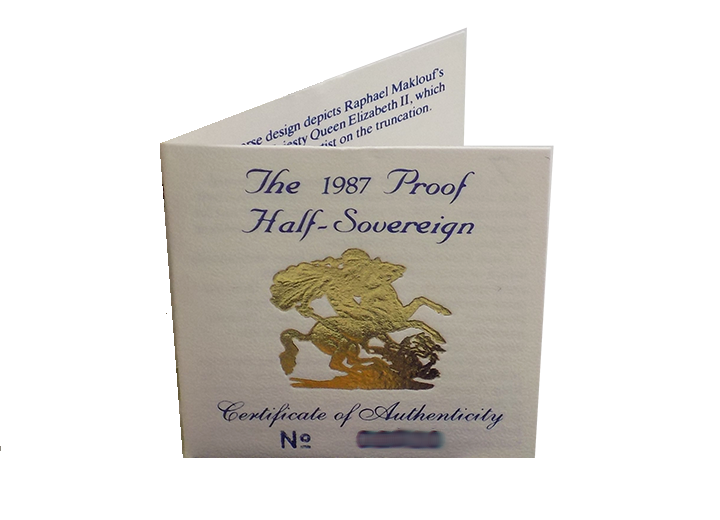 The 1987 Proof
Half-Sovereign
Certificate of Authenticity
Nº
design depicts Raphael Maklouf's
Queen Elizabeth II, which
on the truncation.